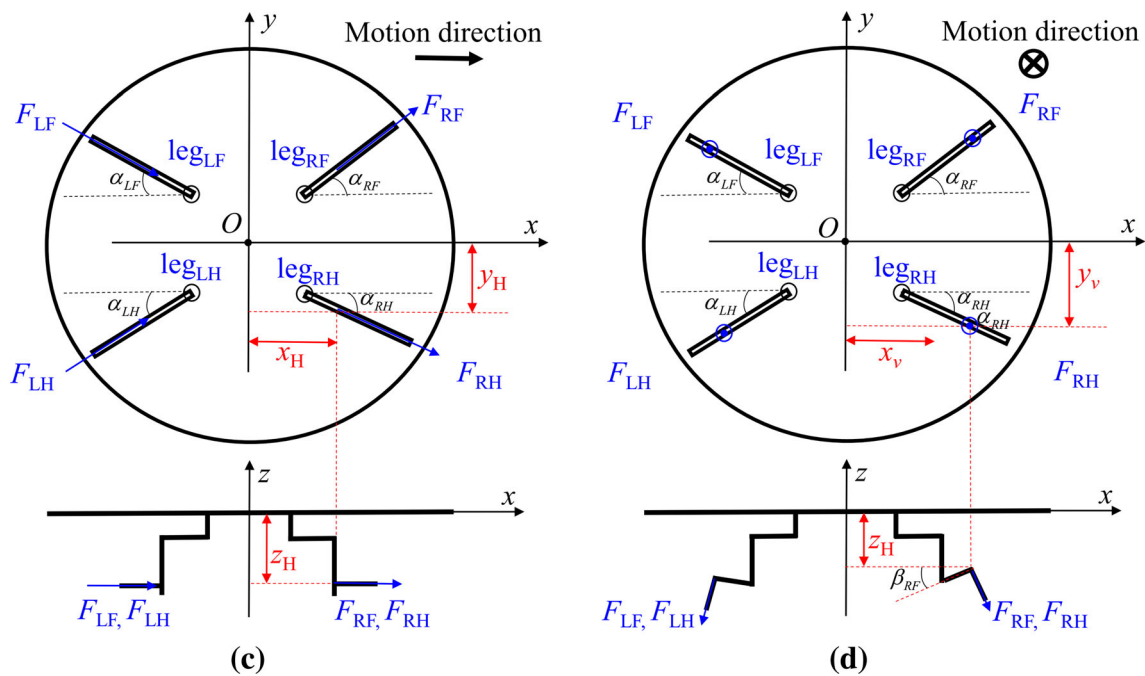 y
Motion direction
F_LF
F_RF
leg_LF
leg_RF
α_LF
α_RF
O
x
leg_LH
leg_RH
y_H
α_LH
α_RH
x_H
F_LH
F_RH
z
x
z_H
F_LF, F_LH
F_RF, F_RH
(c)
y
Motion direction
F_LF
F_RF
leg_LF
leg_RF
α_LF
α_RF
O
x
leg_LH
leg_RH
y_v
α_LH
α_RH
α_RH
x_v
F_LH
F_RH
z
x
z_H
β_RF
F_LF, F_LH
F_RF, F_RH
(d)